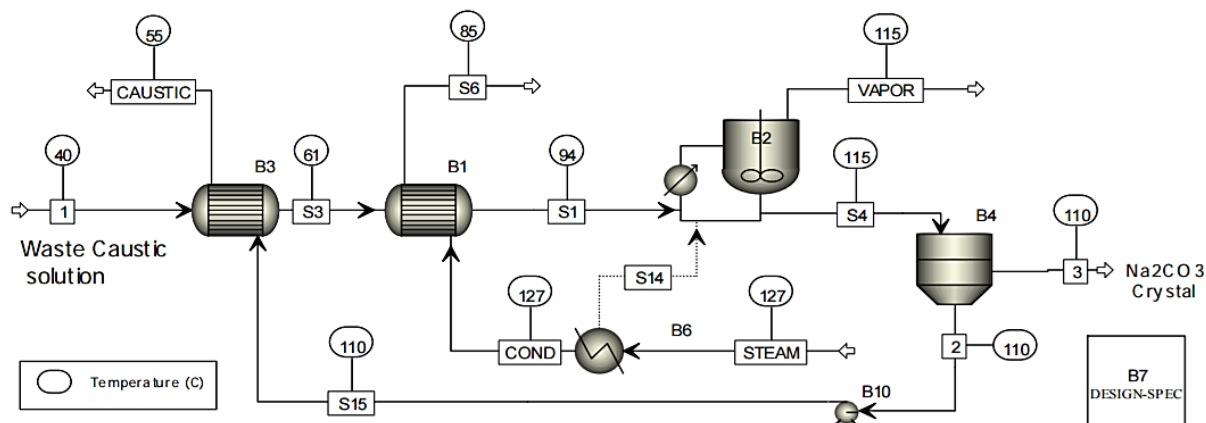 55
85
115
CAUSTIC
S6
VAPOR
40
61
94
B2
115
B3
B1
B4
110
1
S3
S1
S4
3
Waste Caustic
solution
Na2CO3
Crystal
S14
127
127
B6
COND
STEAM
2
110
110
Temperature (C)
S15
B10
B7
DESIGN-SPEC